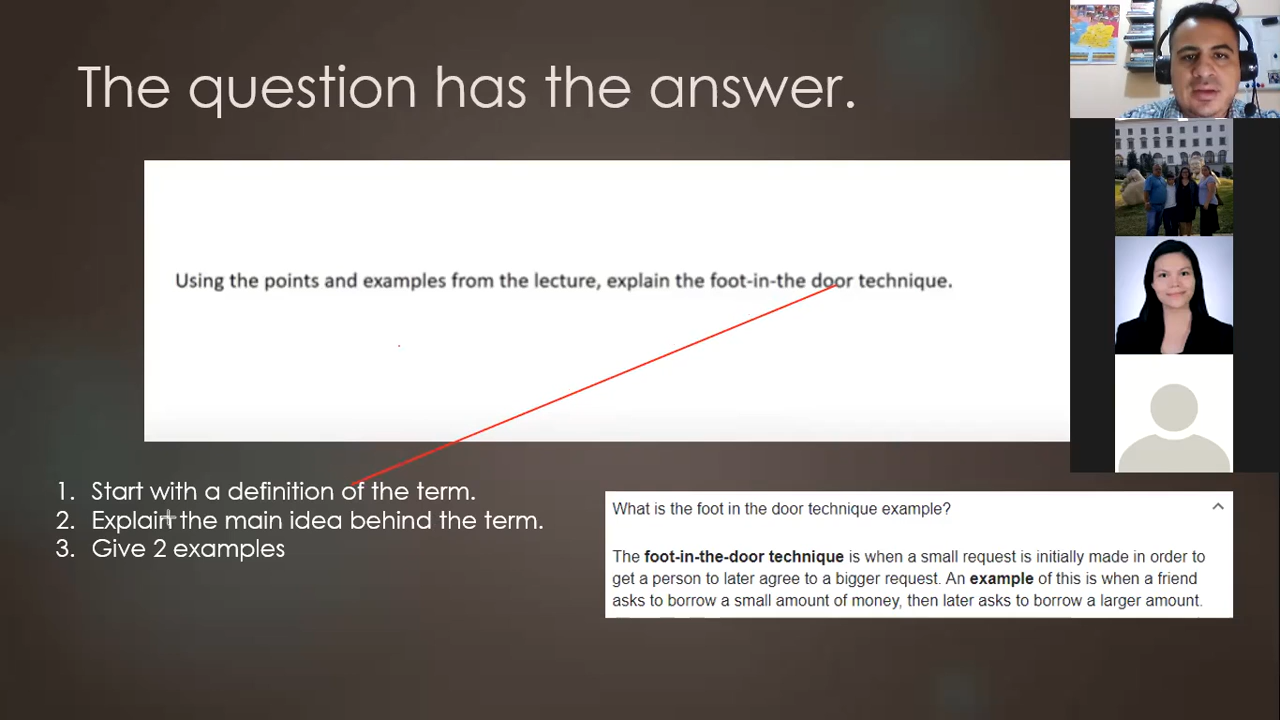 The question has the answer.
Using the points and examples from the lecture, explain the foot-in-the door technique.
1. Start with a definition of the term.
2. Explain the main idea behind the term.
3. Give 2 examples
What is the foot in the door technique example?
The foot-in-the-door technique is when a small request is initially made in order to
get a person to later agree to a bigger request. An example of this is when a friend
asks to borrow a small amount of money, then later asks to borrow a larger amount.